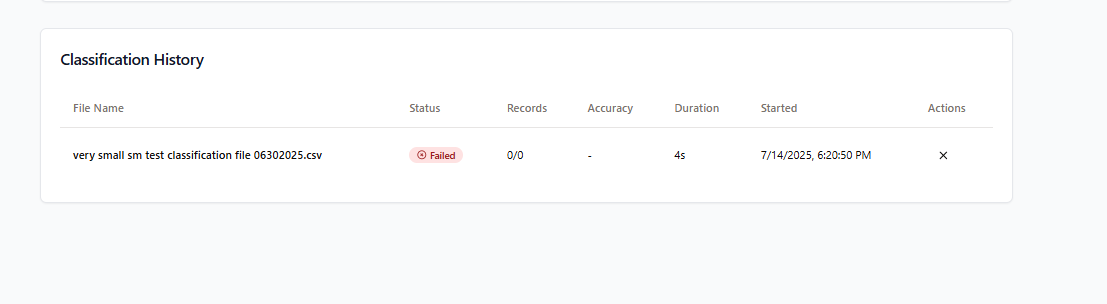 Classification History
File Name Status Records Accuracy Duration Started Actions
very small sm test classification file 06302025.csv Failed 0/0 - 4s 7/14/2025, 6:20:50 PM